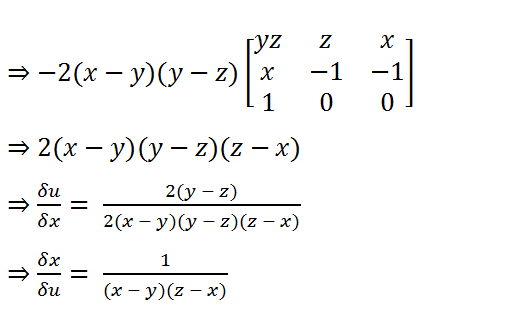 ⇒ −2(x − y)(y − z) [yz z x
x −1 −1
1 0 0]
⇒ 2(x − y)(y − z)(z − x)
⇒ δu/δx = 2(y − z)/2(x − y)(y − z)(z − x)
⇒ δx/δu = 1/(x − y)(z − x)